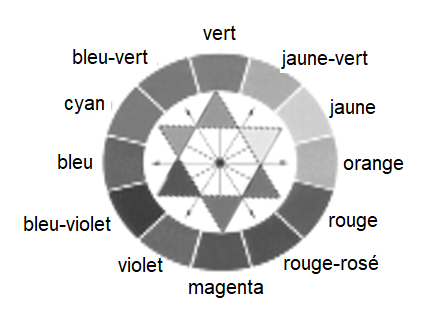 vert
bleu-vert
jaune-vert
cyan
jaune
bleu
orange
bleu-violet
rouge
violet
rouge-rosé
magenta